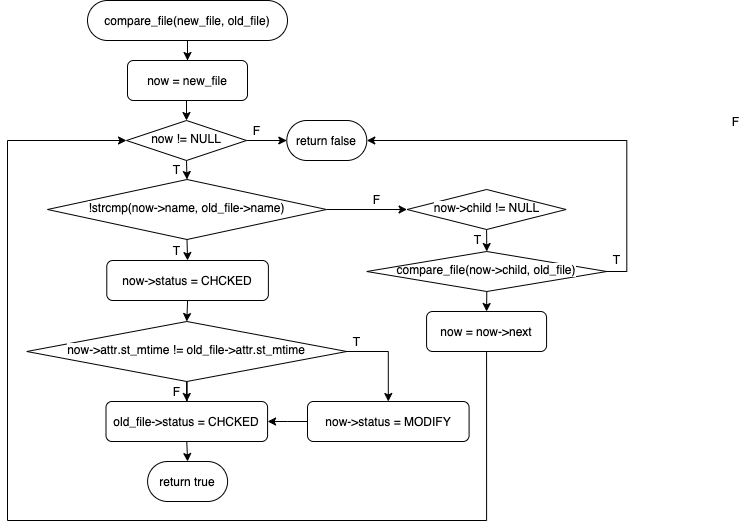 compare_file(new_file, old_file)
now = new_file
now != NULL
F
return false
F
T
!strcmp(now->name, old_file->name)
F
now->child != NULL
T
T
now->status = CHCKED
compare_file(now->child, old_file)
T
now = now->next
now->attr.st_mtime != old_file->attr.st_mtime
T
F
old_file->status = CHCKED
now->status = MODIFY
return true